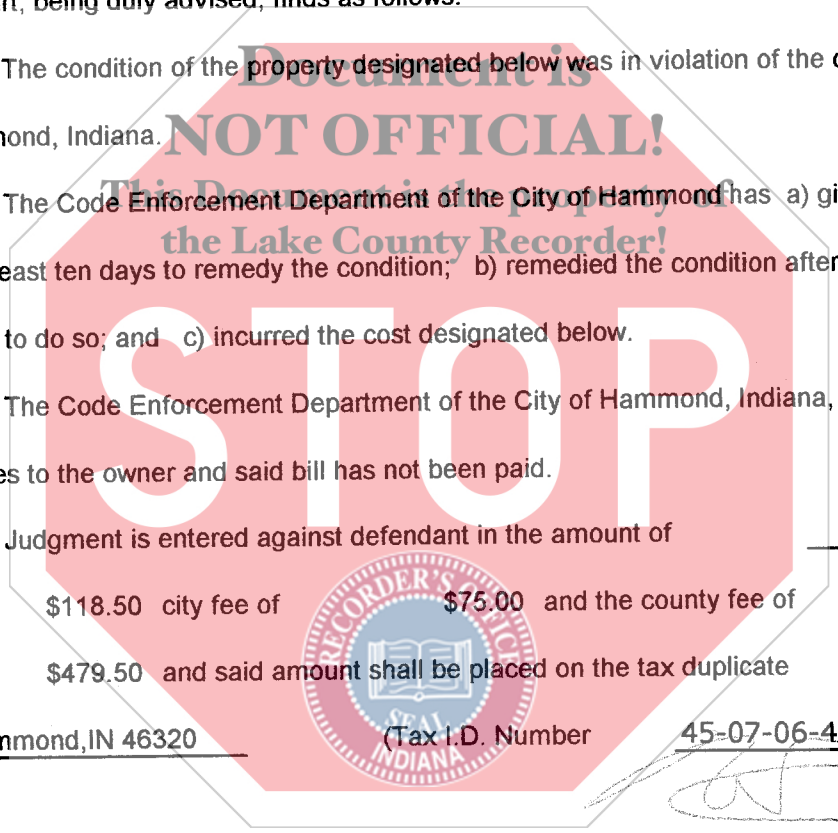 being duly advised, finds as follows:
Document is
The condition of the property designated below was in violation of the
mond, Indiana.
NOT OFFICIAL!
This Document is the property of
The Code Enforcement Department of the City of Hammond has a) gi
the Lake County Recorder!
east ten days to remedy the condition; b) remedied the condition after
to do so; and c) incurred the cost designated below.
STOP
The Code Enforcement Department of the City of Hammond, Indiana,
es to the owner and said bill has not been paid.
Judgment is entered against defendant in the amount of
$118.50 city fee of $75.00 and the county fee of
RECORDER'S OFFICE
$479.50 and said amount shall be placed on the tax duplicate
SEAL
mmond,IN 46320 (Tax I.D. Number 45-07-06-4
INDIANA